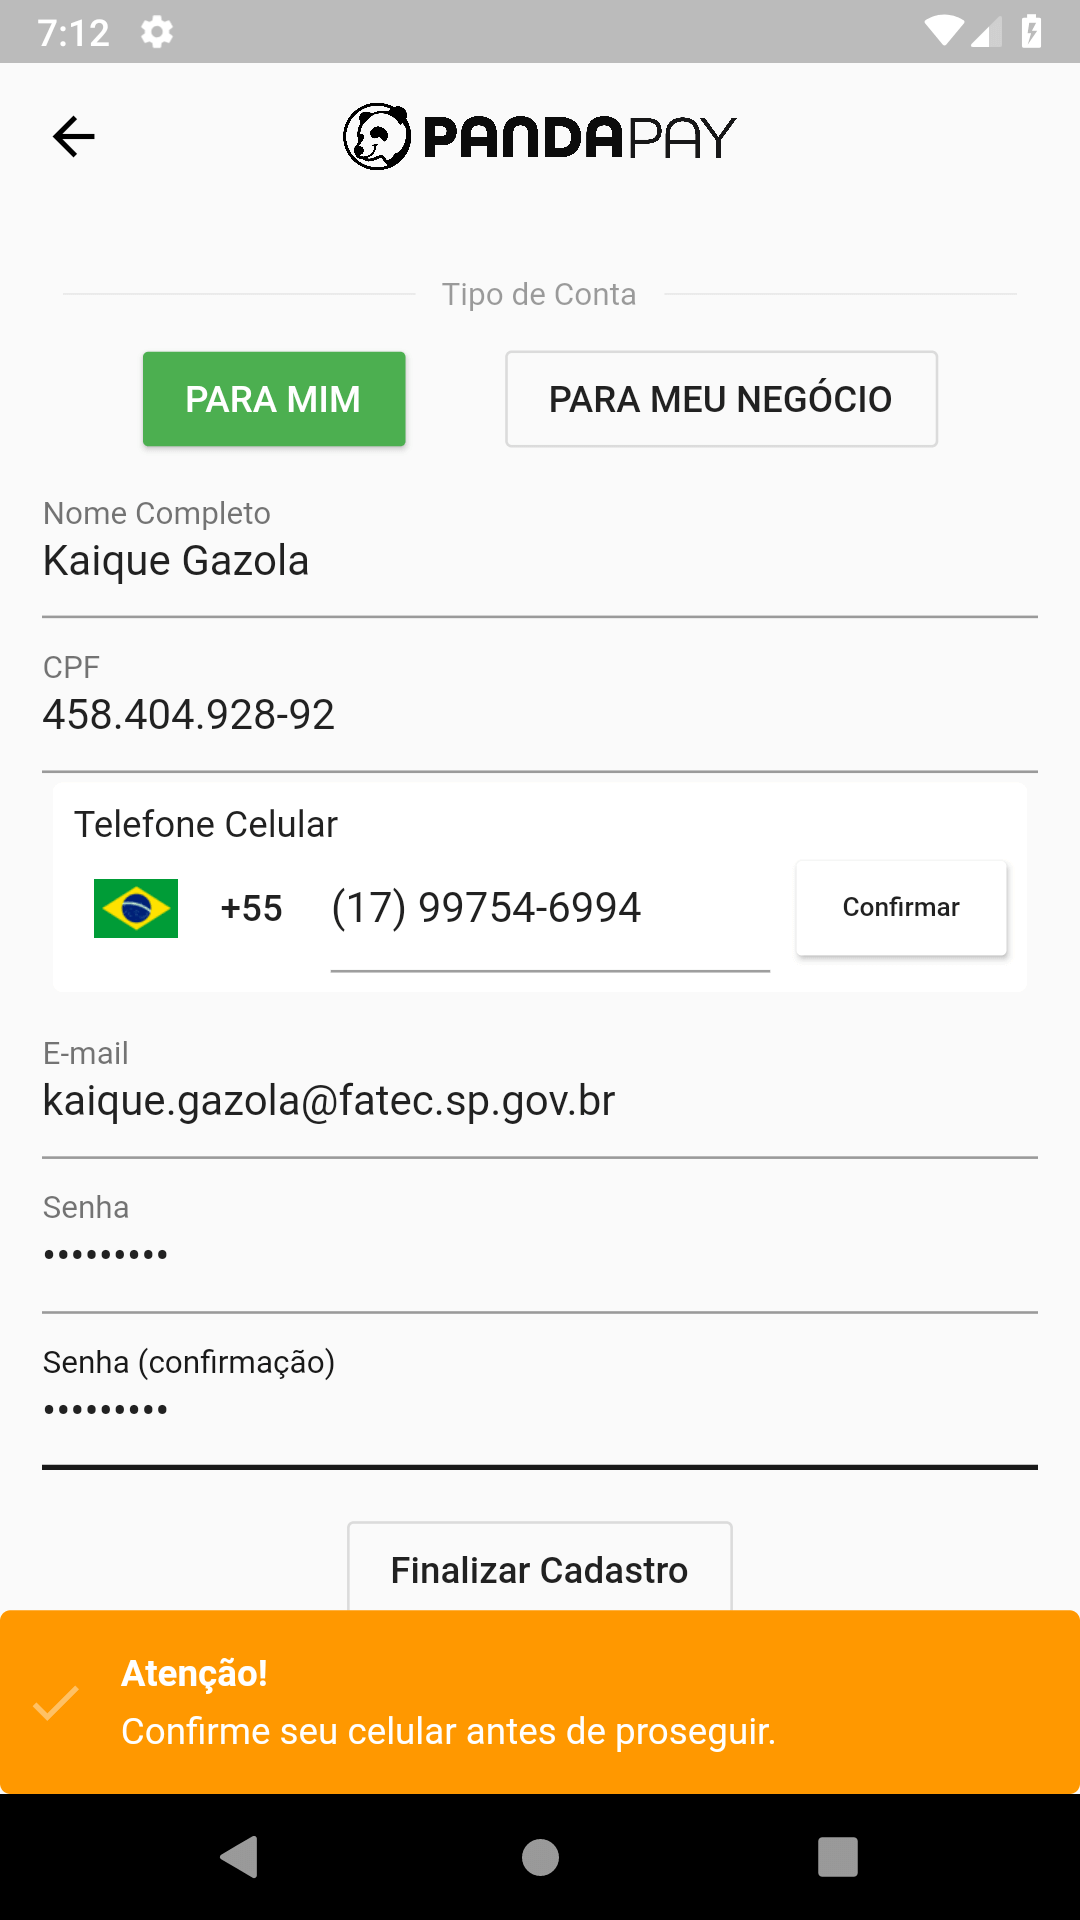 7:12
PANDAPAY
Tipo de Conta
PARA MIM
PARA MEU NEGÓCIO
Nome Completo
Kaique Gazola
CPF
458.404.928-92
Telefone Celular
+55
(17) 99754-6994
Confirmar
E-mail
kaique.gazola@fatec.sp.gov.br
Senha
•••••••••
Senha (confirmação)
•••••••••
Finalizar Cadastro
Atenção!
Confirme seu celular antes de proseguir.